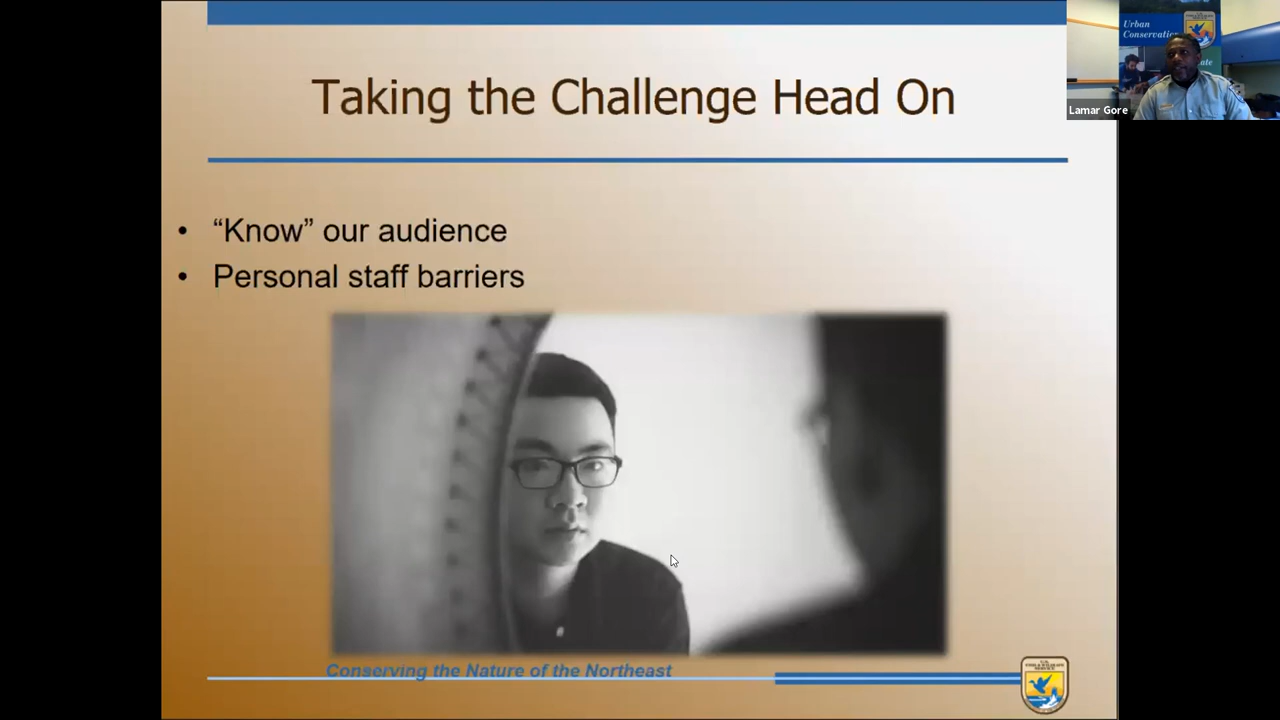 Taking the Challenge Head On
• “Know” our audience
• Personal staff barriers
Conserving the Nature of the Northeast
Urban
Lamar Gore